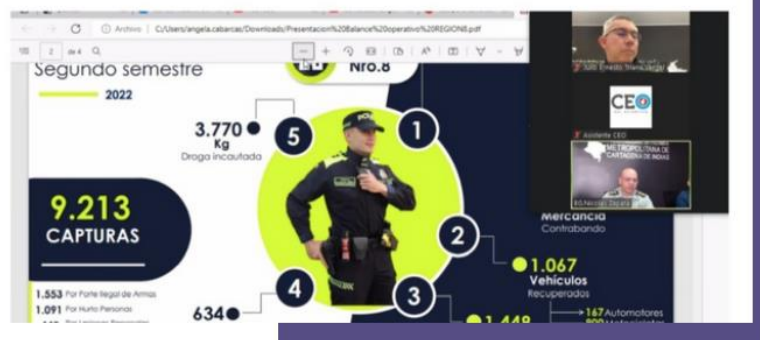 Archivo | C:/Users/angela.cabarcas/Downloads/Presentacion%20Balance%20operativo%20REGION8.pdf
2 de 4
Segundo semestre
2022
Nro.8
3.770
Kg
Droga incautada
5
1
9.213
CAPTURAS
1.553 Por Porte Ilegal de Armas
1.091 Por Hurto Personas
4
634
2
3
Mercancía
Contrabando
1.067
Vehículos
Recuperados
167 Automotores
1.448
CEO
Asistente CEO
METROPOLITANA DE
CARTAGENA DE INDIAS